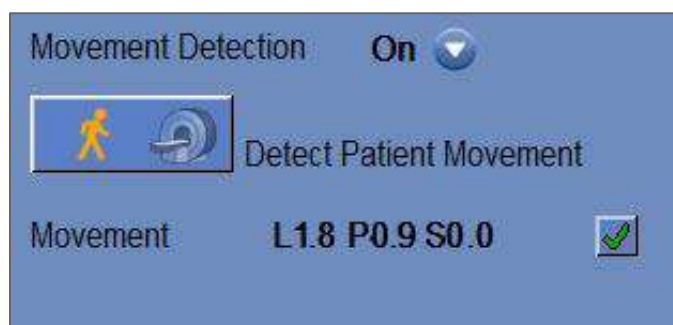 Movement Detection On
Detect Patient Movement
Movement L1.8 P0.9 S0.0